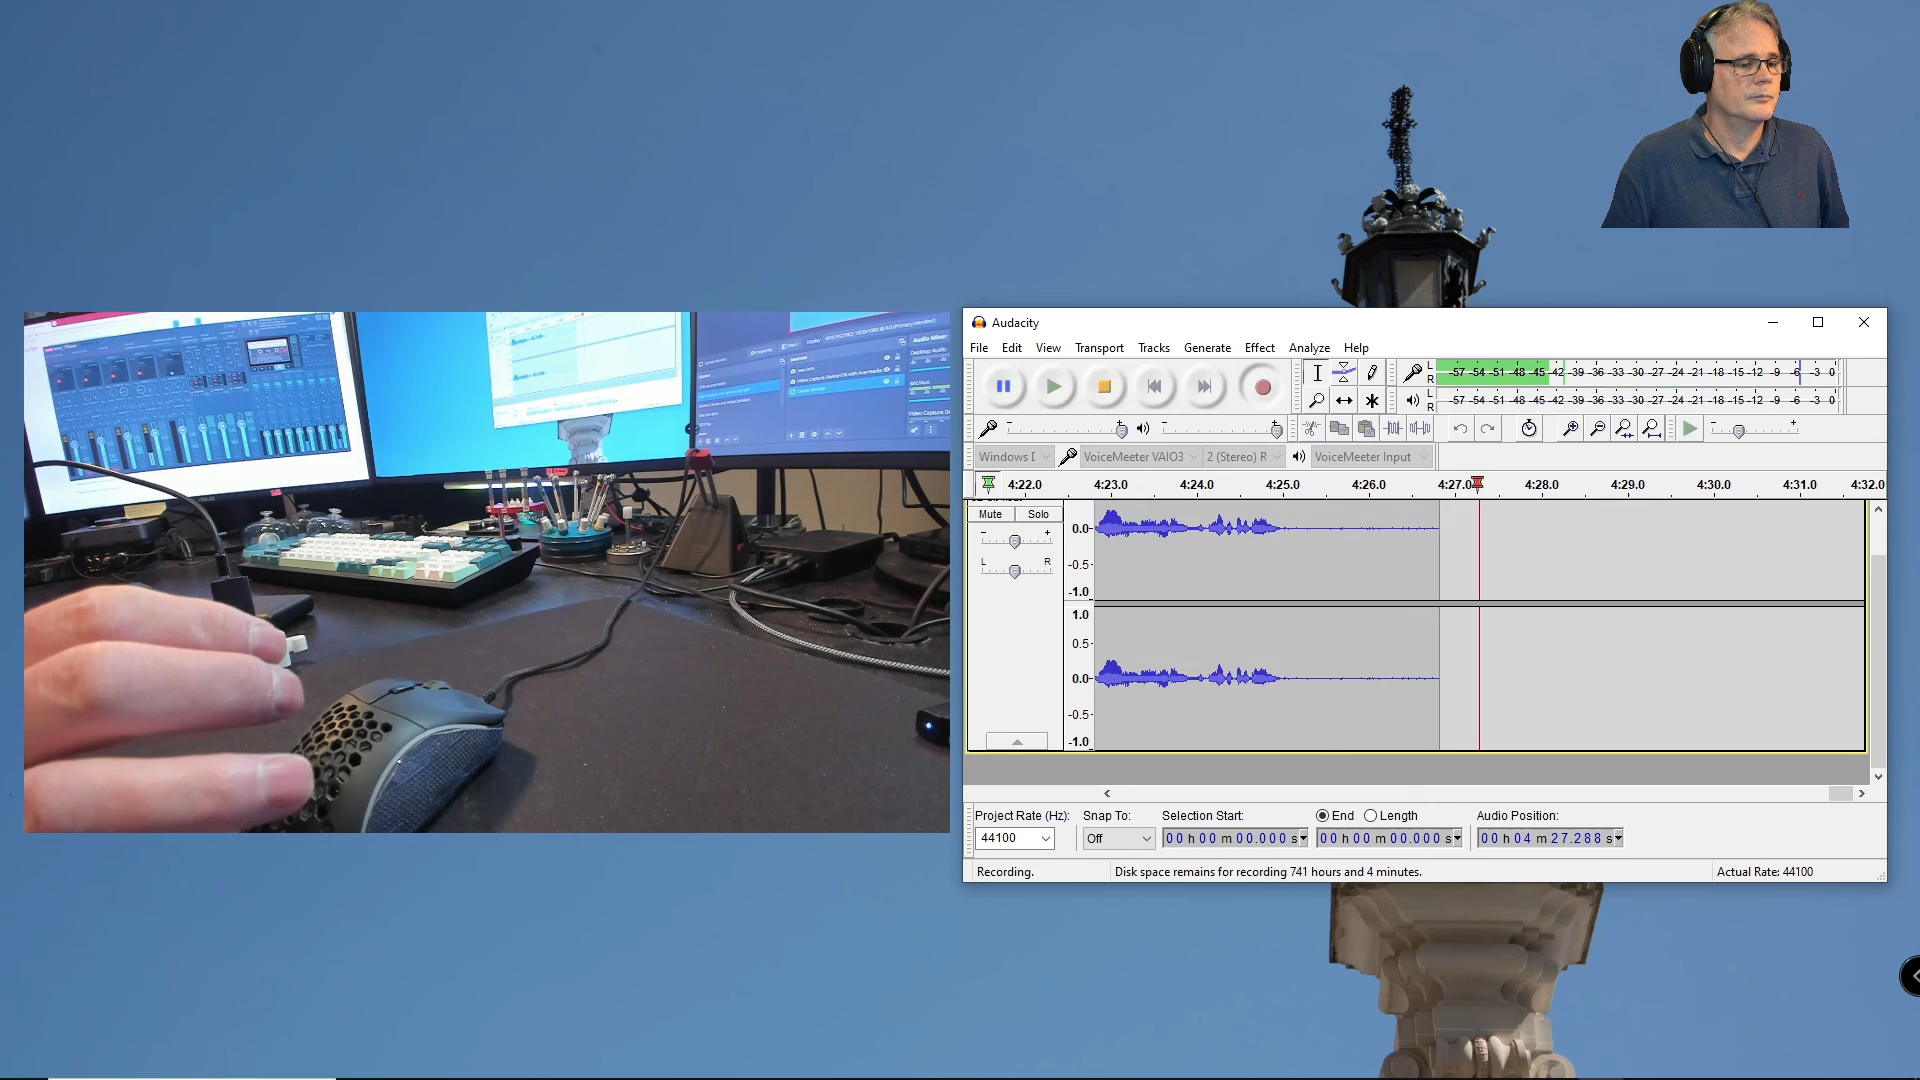 Audacity
File Edit View Transport Tracks Generate Effect Analyze Help
L
R
-57 -54 -51 -48 -45 -42 -39 -36 -33 -30 -27 -24 -21 -18 -15 -12 -9 -6 -3 0
L
R
-57 -54 -51 -48 -45 -42 -39 -36 -33 -30 -27 -24 -21 -18 -15 -12 -9 -6 -3 0
VoiceMeeter VAIO3
2 (Stereo) R
VoiceMeeter Input
4:22.0 4:23.0 4:24.0 4:25.0 4:26.0 4:27.0 4:28.0 4:29.0 4:30.0 4:31.0 4:32.0
Mute Solo
- +
L R
0.0
-0.5
-1.0
1.0
0.5
0.0
-0.5
-1.0
Project Rate (Hz): Snap To: Selection Start: End Length Audio Position:
44100 Off 00 h 00 m 00.000 s 00 h 00 m 00.000 s 00 h 04 m 27.288 s
Recording. Disk space remains for recording 741 hours and 4 minutes. Actual Rate: 44100
Audio Mixer
Desktop Audio
Mic/Aux
Sources